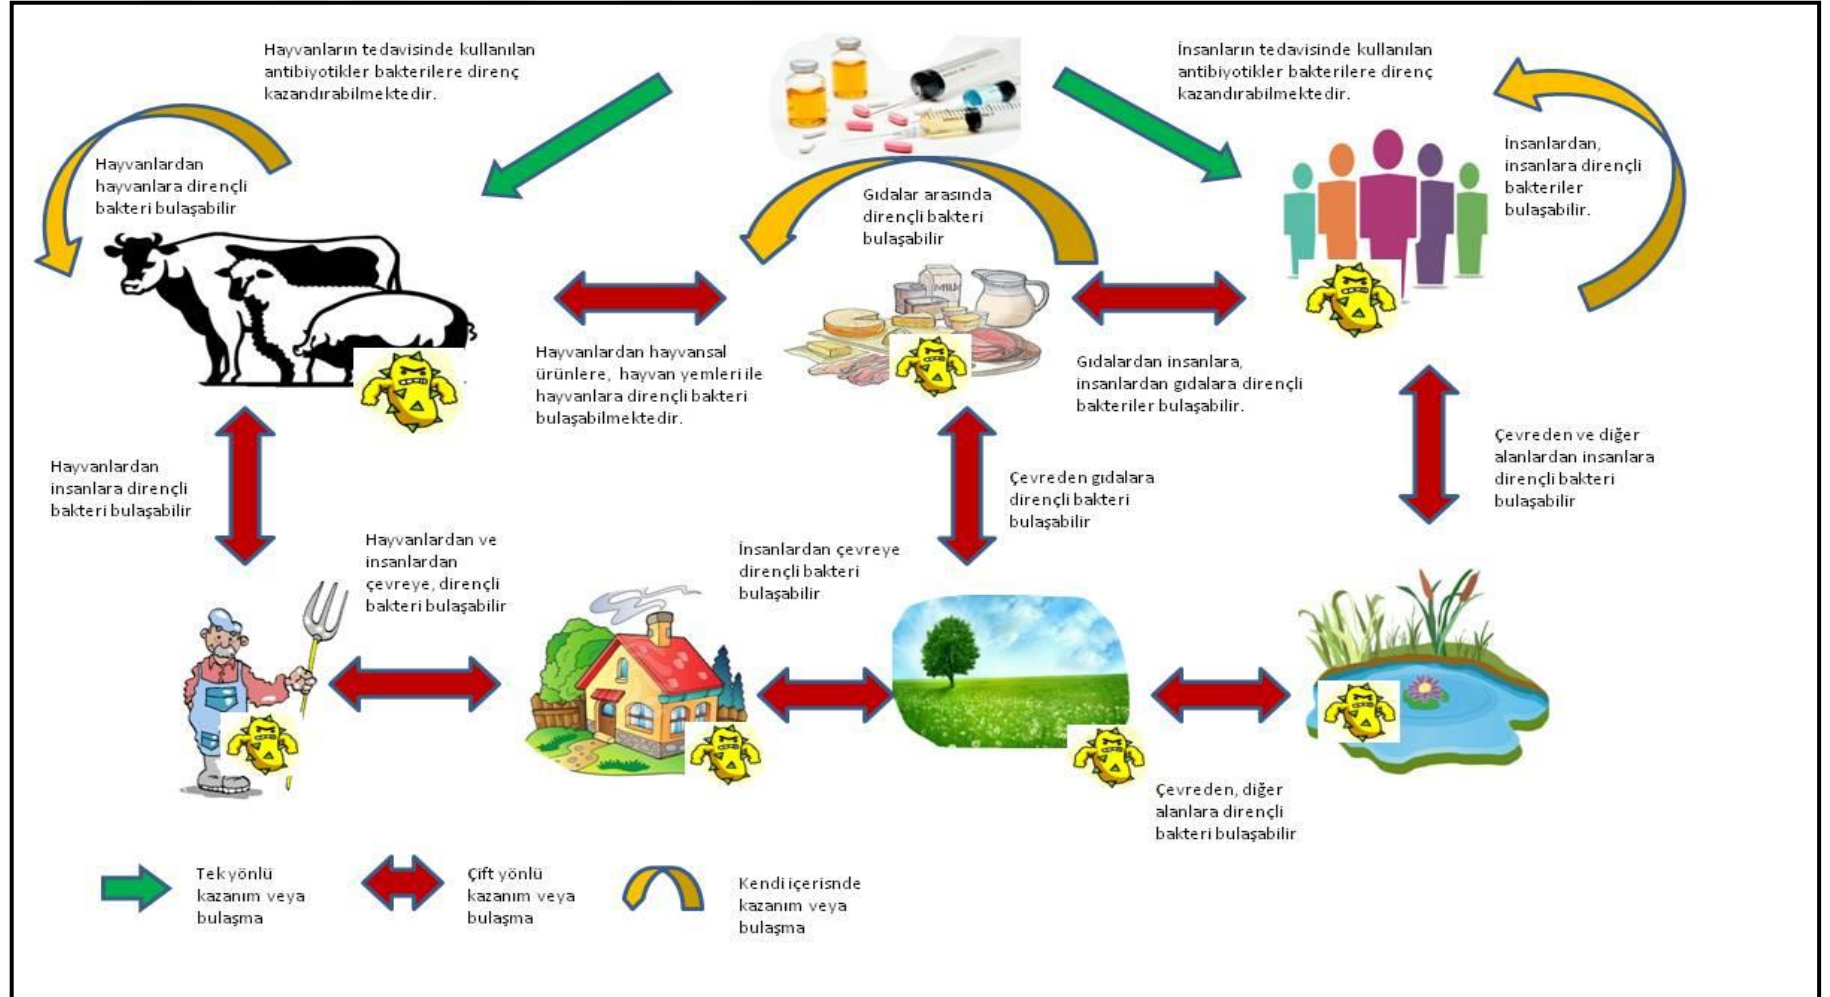 Hayvanların tedavisinde kullanılan
antibiyotikler bakterilere direnç
kazandırabilmektedir.
İnsanların tedavisinde kullanılan
antibiyotikler bakterilere direnç
kazandırabilmektedir.
Hayvanlardan
hayvanlara dirençli
bakteri bulaşabilir
Gıdalar arasında
dirençli bakteri
bulaşabilir
İnsanlardan,
insanlara dirençli
bakteriler
bulaşabilir.
MILK
Hayvanlardan hayvansal
ürünlere, hayvan yemleri ile
hayvanlara dirençli bakteri
bulaşabilmektedir.
Gıdalardan insanlara,
insanlardan gıdalara dirençli
bakteriler bulaşabilir.
Hayvanlardan
insanlara dirençli
bakteri bulaşabilir
Çevreden gıdalara
dirençli bakteri
bulaşabilir
Çevreden ve diğer
alanlardan insanlara
dirençli bakteri
bulaşabilir
Hayvanlardan ve
insanlardan
çevreye, dirençli
bakteri bulaşabilir
İnsanlardan çevreye
dirençli bakteri
bulaşabilir
Çevreden, diğer
alanlara dirençli
bakteri bulaşabilir
Tek yönlü
kazanım veya
bulaşma
Çift yönlü
kazanım veya
bulaşma
Kendi içerisnde
kazanım veya
bulaşma